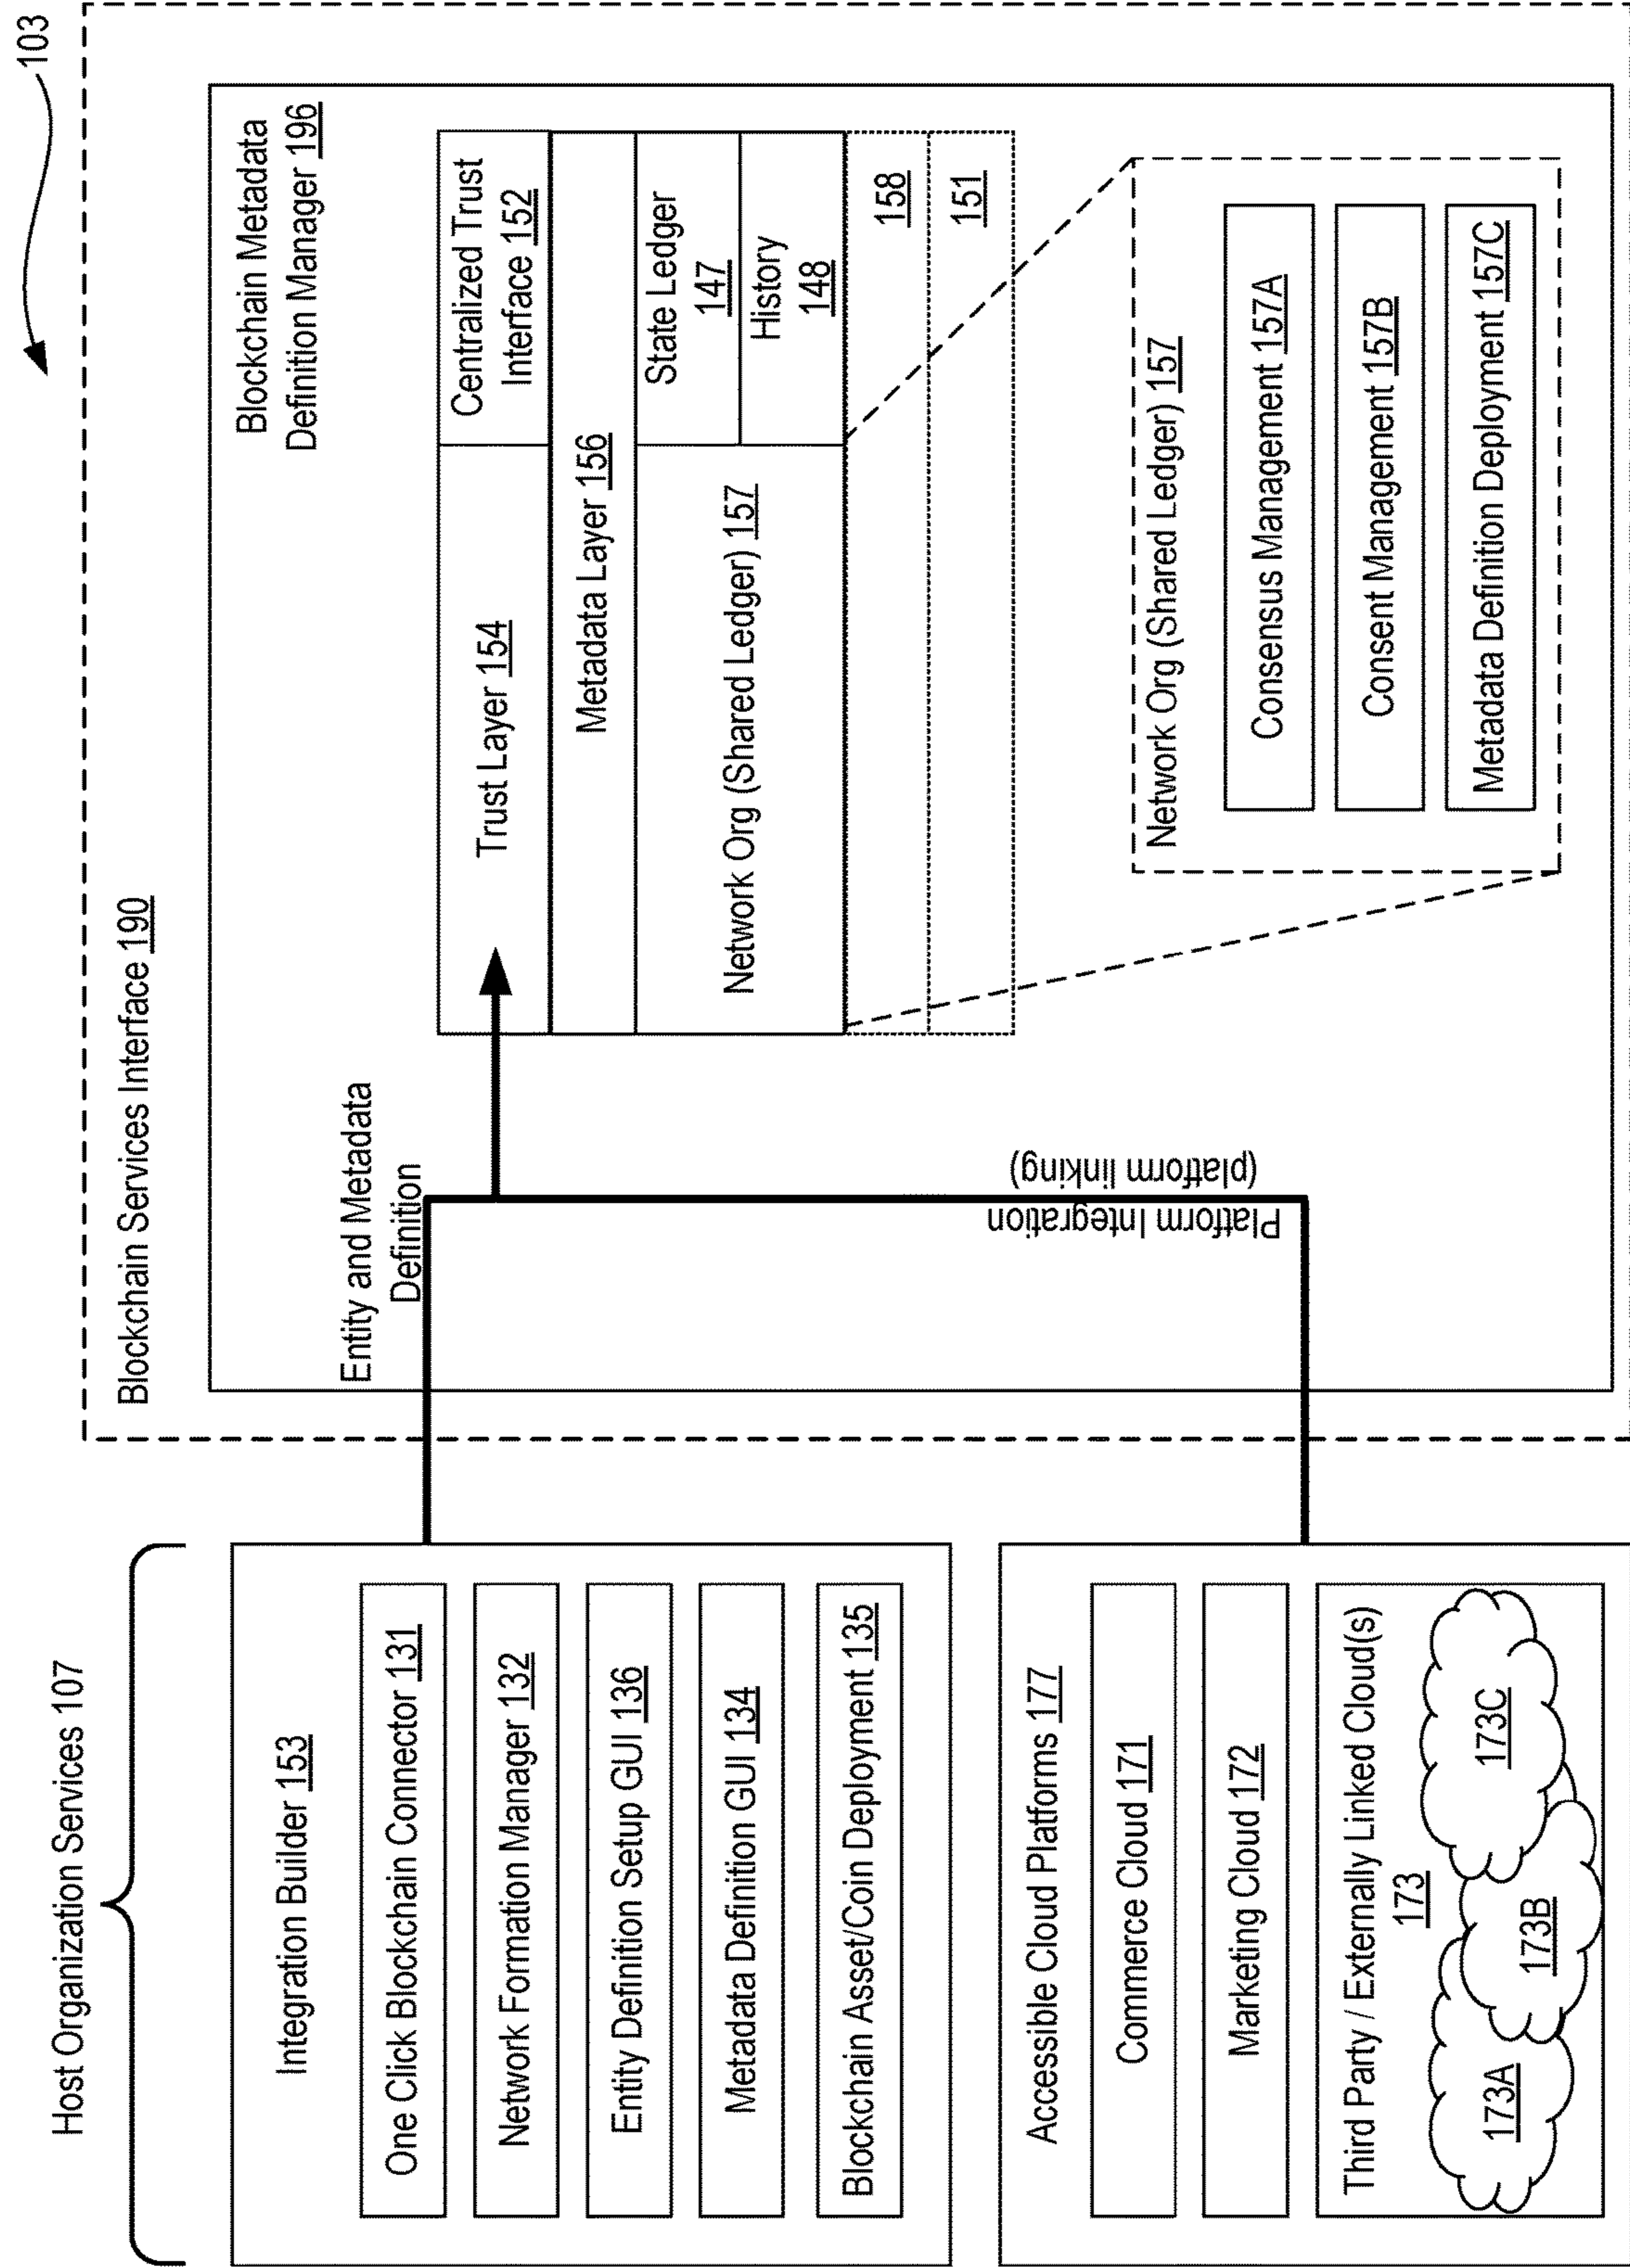 103
Host Organization Services 107
Integration Builder 153
One Click Blockchain Connector 131
Network Formation Manager 132
Entity Definition Setup GUI 136
Metadata Definition GUI 134
Blockchain Asset/Coin Deployment 135
Accessible Cloud Platforms 177
Commerce Cloud 171
Marketing Cloud 172
Third Party / Externally Linked Cloud(s)
173
173A
173B
173C
Blockchain Services Interface 190
Blockchain Metadata
Definition Manager 196
Entity and Metadata
Definition
Platform Integration
(platform linking)
Trust Layer 154
Centralized Trust
Interface 152
Metadata Layer 156
Network Org (Shared Ledger) 157
State Ledger
147
History
148
158
151
Network Org (Shared Ledger) 157
Consensus Management 157A
Consent Management 157B
Metadata Definition Deployment 157C